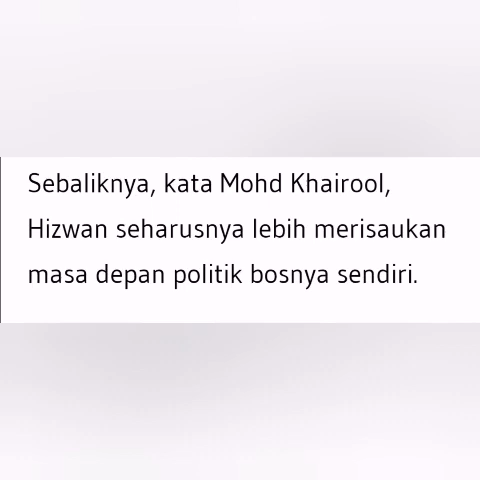 Sebaliknya, kata Mohd Khairool,
Hizwan seharusnya lebih merisaukan
masa depan politik bosnya sendiri.